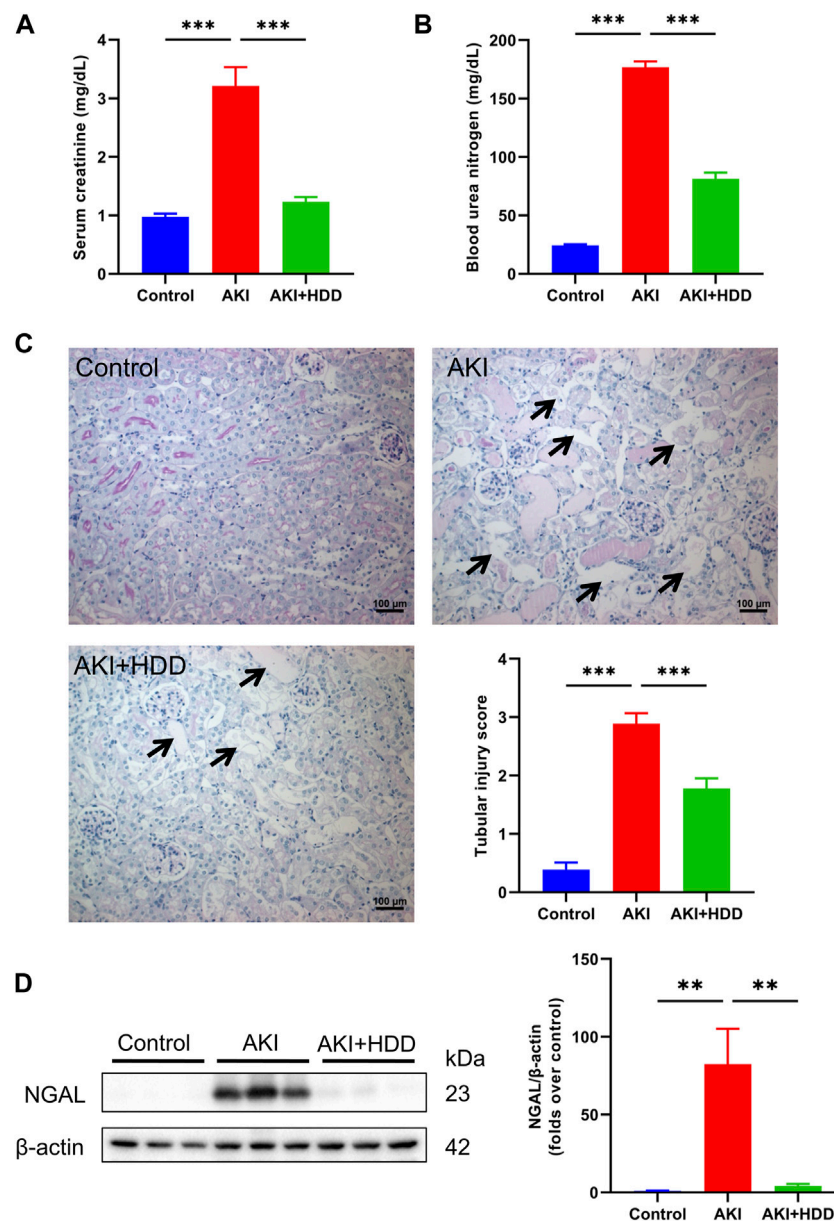 A
*** ***
Serum creatinine (mg/dL)
4
3
2
1
0
Control AKI AKI+HDD
B
*** ***
Blood urea nitrogen (mg/dL)
200
150
100
50
0
Control AKI AKI+HDD
C
Control
100 µm
AKI
100 µm
AKI+HDD
100 µm
*** ***
Tubular injury score
4
3
2
1
0
Control AKI AKI+HDD
D
Control AKI AKI+HDD kDa
NGAL 23
β-actin 42
** **
NGAL/β-actin
(folds over control)
150
100
50
0
Control AKI AKI+HDD